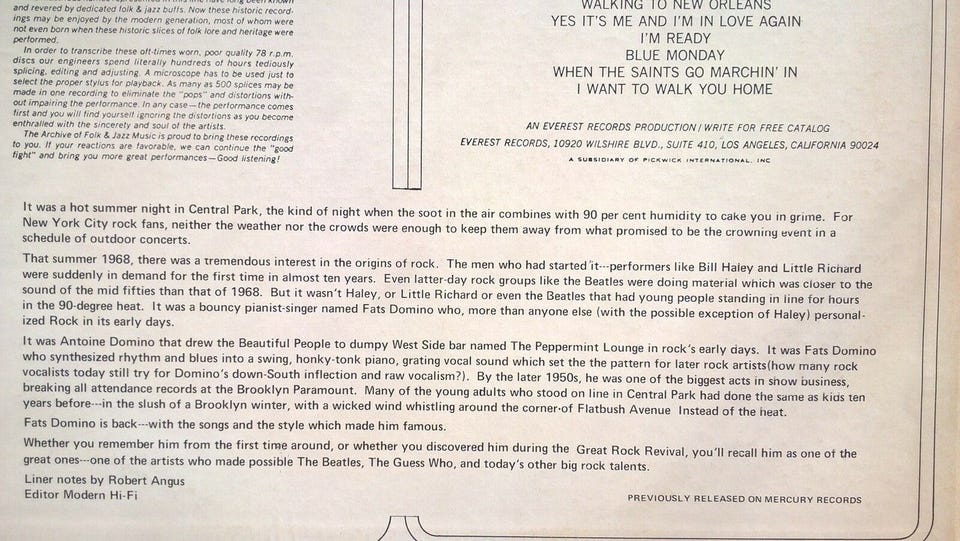 and revered by dedicated folk & jazz buffs. Now these historic record-
ings may be enjoyed by the modern generation, most of whom were
not even born when these historic slices of folk lore and heritage were
performed.
In order to transcribe these oft-times worn, poor quality 78 r.p.m.
discs our engineers spend literally hundreds of hours tediously
splicing, editing and adjusting. A microscope has to be used just to
select the proper stylus for playback. As many as 500 splices may be
made in one recording to eliminate the "pops" and distortions with-
out impairing the performance. In any case—the performance comes
first and you will find yourself ignoring the distortions as you become
enthralled with the sincerety and soul of the artists.
The Archive of Folk & Jazz Music is proud to bring these recordings
to you. If your reactions are favorable, we can continue the "good
fight" and bring you more great performances—Good listening!
WALKING TO NEW ORLEANS
YES IT'S ME AND I'M IN LOVE AGAIN
I'M READY
BLUE MONDAY
WHEN THE SAINTS GO MARCHIN' IN
I WANT TO WALK YOU HOME
AN EVEREST RECORDS PRODUCTION/WRITE FOR FREE CATALOG
EVEREST RECORDS, 10920 WILSHIRE BLVD., SUITE 410, LOS ANGELES, CALIFORNIA 90024
A SUBSIDIARY OF PICKWICK INTERNATIONAL, INC
It was a hot summer night in Central Park, the kind of night when the soot in the air combines with 90 per cent humidity to cake you in grime. For
New York City rock fans, neither the weather nor the crowds were enough to keep them away from what promised to be the crowning event in a
schedule of outdoor concerts.
That summer 1968, there was a tremendous interest in the origins of rock. The men who had started it---performers like Bill Haley and Little Richard
were suddenly in demand for the first time in almost ten years. Even latter-day rock groups like the Beatles were doing material which was closer to the
sound of the mid fifties than that of 1968. But it wasn't Haley, or Little Richard or even the Beatles that had young people standing in line for hours
in the 90-degree heat. It was a bouncy pianist-singer named Fats Domino who, more than anyone else (with the possible exception of Haley) personal-
ized Rock in its early days.
It was Antoine Domino that drew the Beautiful People to dumpy West Side bar named The Peppermint Lounge in rock's early days. It was Fats Domino
who synthesized rhythm and blues into a swing, honky-tonk piano, grating vocal sound which set the the pattern for later rock artists(how many rock
vocalists today still try for Domino's down-South inflection and raw vocalism?). By the later 1950s, he was one of the biggest acts in show business,
breaking all attendance records at the Brooklyn Paramount. Many of the young adults who stood on line in Central Park had done the same as kids ten
years before---in the slush of a Brooklyn winter, with a wicked wind whistling around the corner of Flatbush Avenue Instead of the heat.
Fats Domino is back---with the songs and the style which made him famous.
Whether you remember him from the first time around, or whether you discovered him during the Great Rock Revival, you'll recall him as one of the
great ones---one of the artists who made possible The Beatles, The Guess Who, and today's other big rock talents.
Liner notes by Robert Angus
Editor Modern Hi-Fi
PREVIOUSLY RELEASED ON MERCURY RECORDS